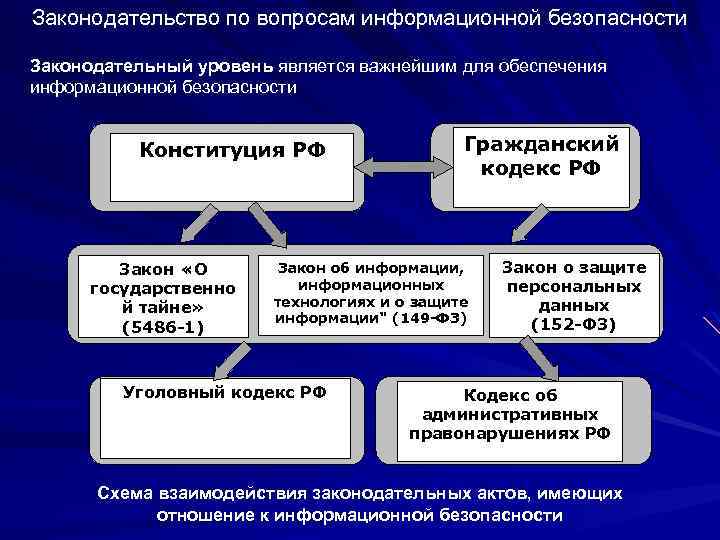 Законодательство по вопросам информационной безопасности
Законодательный уровень является важнейшим для обеспечения
информационной безопасности
Конституция РФ
Гражданский
кодекс РФ
Закон «О
государственно
й тайне»
(5486-1)
Закон об информации,
информационных
технологиях и о защите
информации" (149-ФЗ)
Закон о защите
персональных
данных
(152-ФЗ)
Уголовный кодекс РФ
Кодекс об
административных
правонарушениях РФ
Схема взаимодействия законодательных актов, имеющих
отношение к информационной безопасности